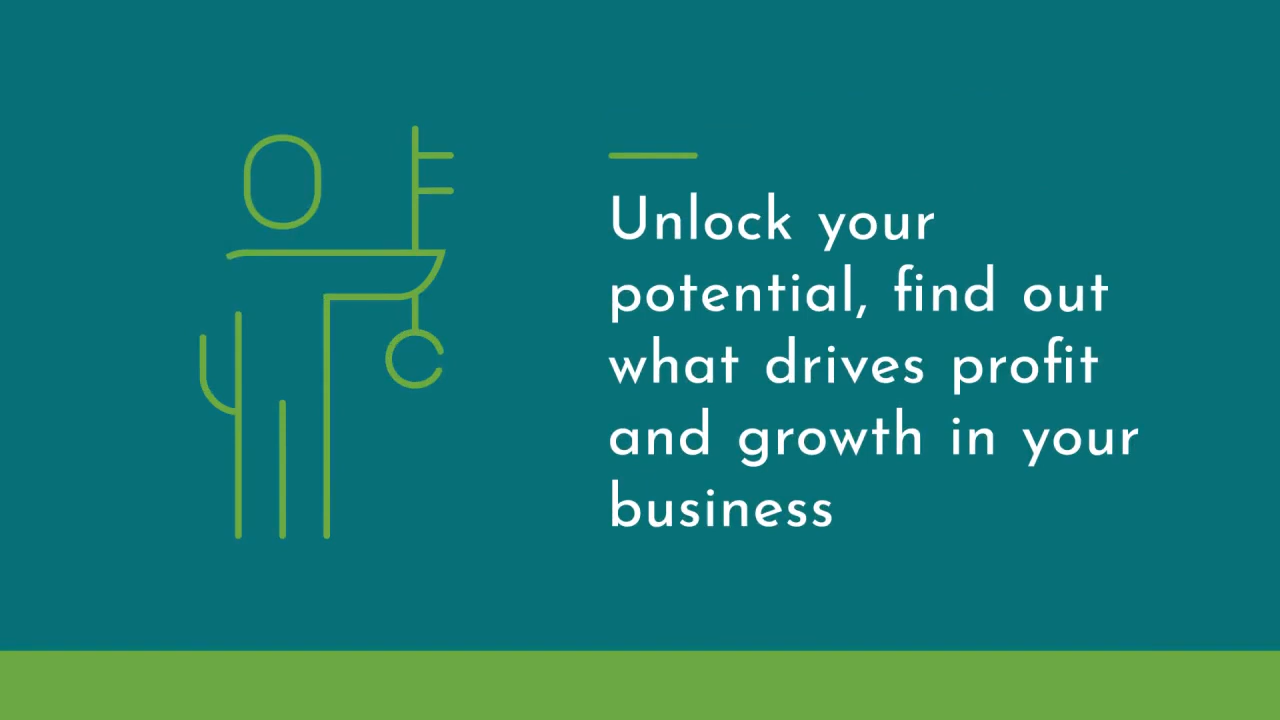 Unlock your
potential, find out
what drives profit
and growth in your
business